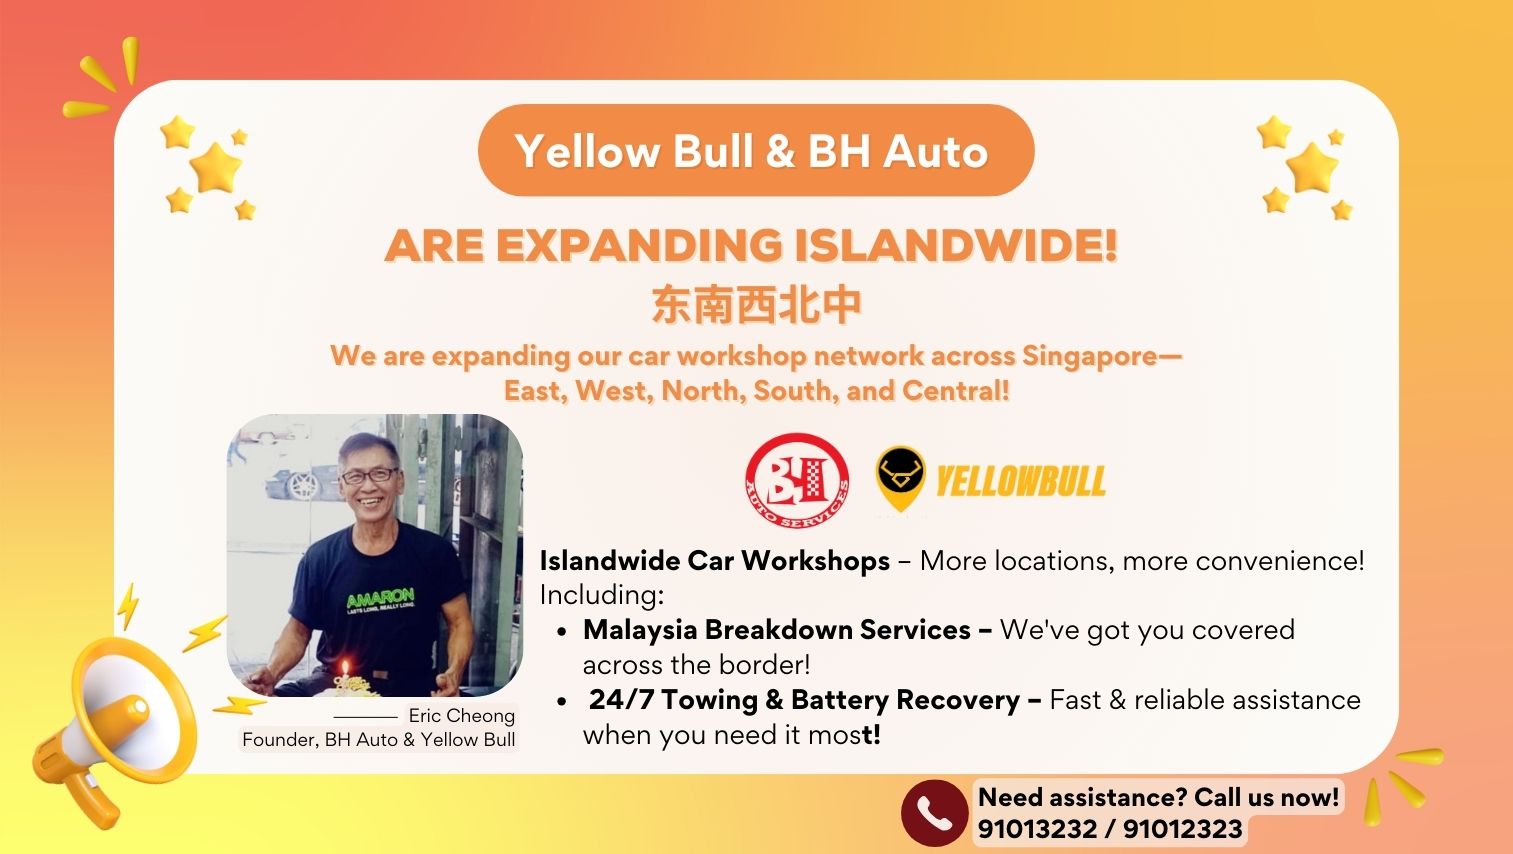 Yellow Bull & BH Auto
ARE EXPANDING ISLANDWIDE!
东南西北中
We are expanding our car workshop network across Singapore—
East, West, North, South, and Central!
BH
AUTO SERVICES
YELLOWBULL
AMARON
LASTS LONG, REALLY LONG.
Islandwide Car Workshops – More locations, more convenience!
Including:
• Malaysia Breakdown Services – We've got you covered
across the border!
• 24/7 Towing & Battery Recovery – Fast & reliable assistance
when you need it most!
Eric Cheong
Founder, BH Auto & Yellow Bull
Need assistance? Call us now!
91013232 / 91012323